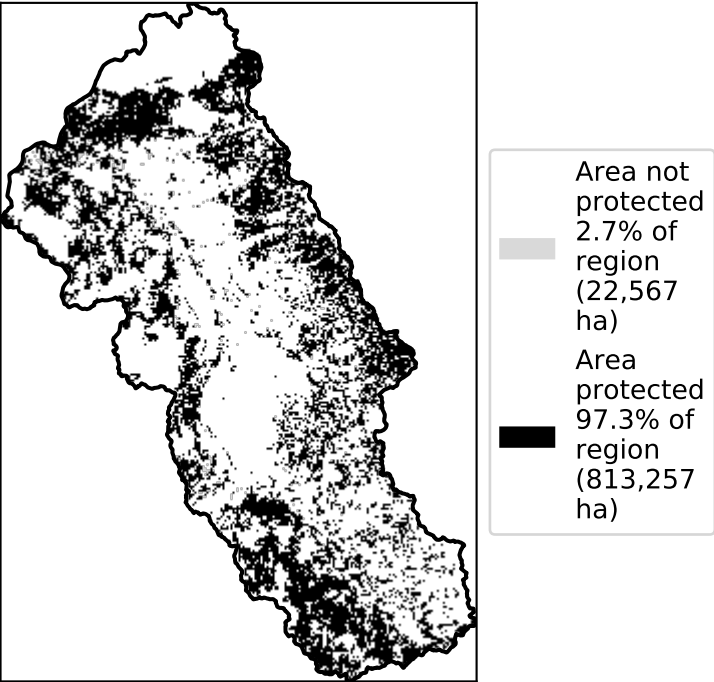 Area not
protected
2.7% of
region
(22,567
ha)
Area
protected
97.3% of
region
(813,257
ha)